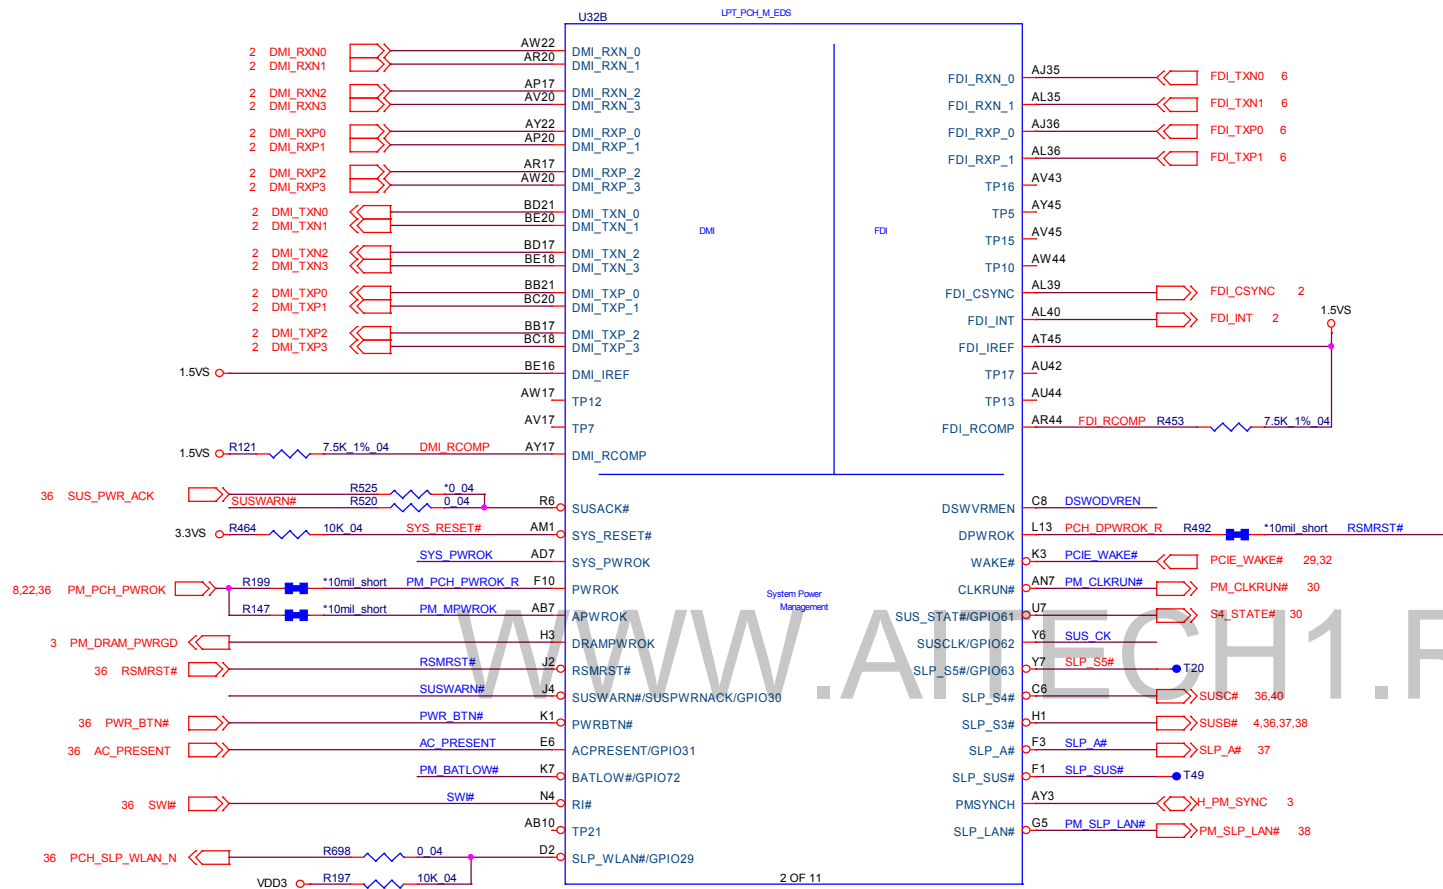 U32B
LPT_PCH_M_EDS
2 DMI_RXN0 AW22 DMI_RXN_0
2 DMI_RXN1 AR20 DMI_RXN_1
2 DMI_RXN2 AP17 DMI_RXN_2
2 DMI_RXN3 AV20 DMI_RXN_3
2 DMI_RXP0 AY22 DMI_RXP_0
2 DMI_RXP1 AP20 DMI_RXP_1
2 DMI_RXP2 AR17 DMI_RXP_2
2 DMI_RXP3 AW20 DMI_RXP_3
2 DMI_TXN0 BD21 DMI_TXN_0
2 DMI_TXN1 BE20 DMI_TXN_1
2 DMI_TXN2 BD17 DMI_TXN_2
2 DMI_TXN3 BE18 DMI_TXN_3
2 DMI_TXP0 BB21 DMI_TXP_0
2 DMI_TXP1 BC20 DMI_TXP_1
2 DMI_TXP2 BB17 DMI_TXP_2
2 DMI_TXP3 BC18 DMI_TXP_3
1.5VS BE16 DMI_IREF
AW17 TP12
AV17 TP7
1.5VS R121 7.5K_1%_04 DMI_RCOMP AY17 DMI_RCOMP
DMI
FDI
FDI_RXN_0 AJ35 FDI_TXN0 6
FDI_RXN_1 AL35 FDI_TXN1 6
FDI_RXP_0 AJ36 FDI_TXP0 6
FDI_RXP_1 AL36 FDI_TXP1 6
TP16 AV43
TP5 AY45
TP15 AV45
TP10 AW44
FDI_CSYNC AL39 FDI_CSYNC 2
FDI_INT AL40 FDI_INT 2
1.5VS
FDI_IREF AT45
TP17 AU42
TP13 AU44
FDI_RCOMP AR44 FDI_RCOMP R453 7.5K_1%_04
36 SUS_PWR_ACK R525 *0_04
SUSWARN# R520 0_04 R6 SUSACK#
3.3VS R464 10K_04 SYS_RESET# AM1 SYS_RESET#
SYS_PWROK AD7 SYS_PWROK
8,22,36 PM_PCH_PWROK R199 *10mil_short PM_PCH_PWROK_R F10 PWROK
R147 *10mil_short PM_MPWROK AB7 APWROK
3 PM_DRAM_PWRGD H3 DRAMPWROK
36 RSMRST# RSMRST# J2 RSMRST#
SUSWARN# J4 SUSWARN#/SUSPWRNACK/GPIO30
36 PWR_BTN# PWR_BTN# K1 PWRBTN#
36 AC_PRESENT AC_PRESENT E6 ACPRESENT/GPIO31
PM_BATLOW# K7 BATLOW#/GPIO72
36 SWI# SWI# N4 RI#
AB10 TP21
36 PCH_SLP_WLAN_N R698 0_04 D2 SLP_WLAN#/GPIO29
VDD3 R197 10K_04
System Power
Management
DSWVRMEN C8 DSWODVREN
DPWROK L13 PCH_DPWROK_R R492 *10mil_short RSMRST#
WAKE# K3 PCIE_WAKE# PCIE_WAKE# 29,32
CLKRUN# AN7 PM_CLKRUN# PM_CLKRUN# 30
SUS_STAT#/GPIO61 U7 S4_STATE# 30
SUSCLK/GPIO62 Y6 SUS_CK
SLP_S5#/GPIO63 Y7 SLP_S5# T20
SLP_S4# C6 SUSC# 36,40
SLP_S3# H1 SUSB# 4,36,37,38
SLP_A# F3 SLP_A# SLP_A# 37
SLP_SUS# F1 SLP_SUS# T49
PMSYNCH AY3 H_PM_SYNC 3
SLP_LAN# G5 PM_SLP_LAN# PM_SLP_LAN# 38
2 OF 11
WWW.AITECH1.R